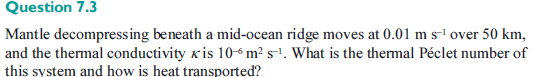 Question 7.3
Mantle decompressing beneath a mid-ocean ridge moves at 0.01 m s⁻¹ over 50 km,
and the thermal conductivity κ is 10⁻⁶ m² s⁻¹. What is the thermal Péclet number of
this system and how is heat transported?